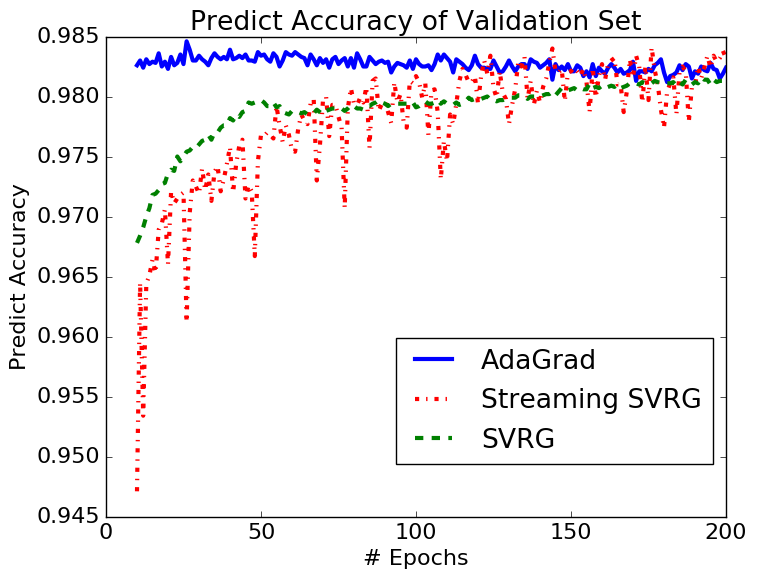 Predict Accuracy of Validation Set
0.985
0.980
0.975
0.970
0.965
0.960
0.955
0.950
0.945
Predict Accuracy
AdaGrad
Streaming SVRG
SVRG
0 50 100 150 200
# Epochs